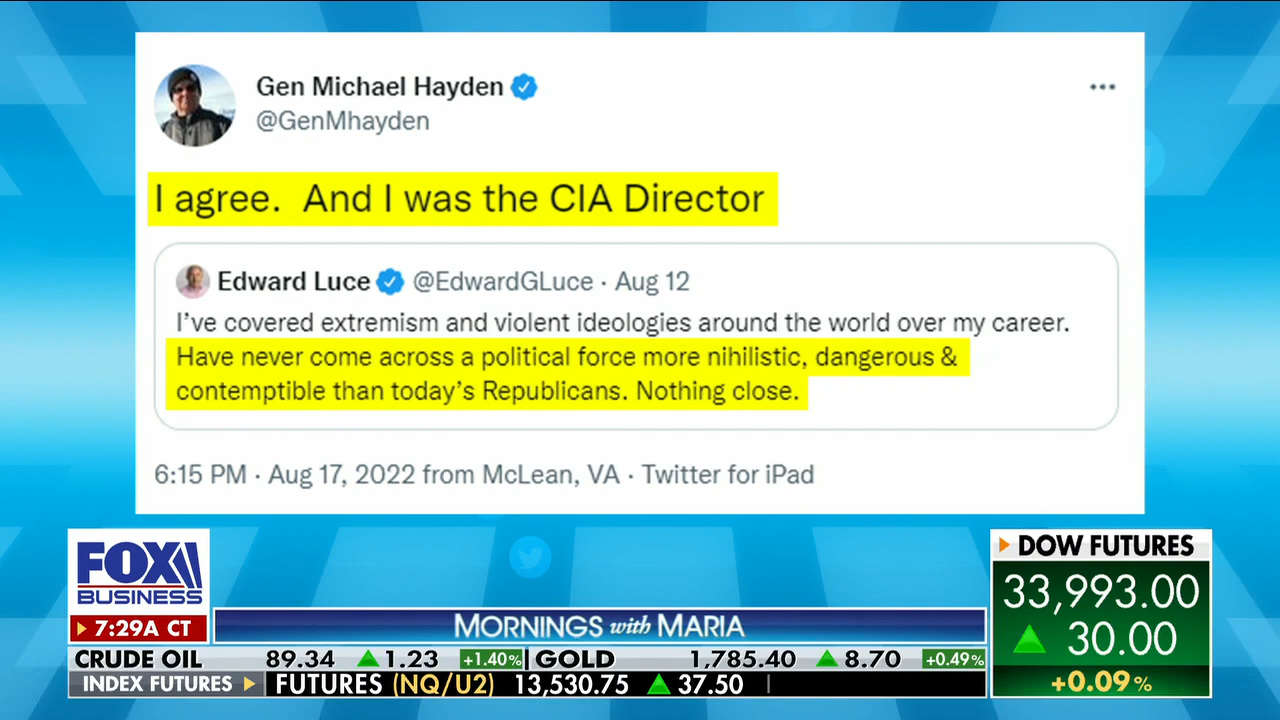 Gen Michael Hayden
@GenMhayden
I agree.  And I was the CIA Director
Edward Luce @EdwardGLuce · Aug 12
I've covered extremism and violent ideologies around the world over my career.
Have never come across a political force more nihilistic, dangerous &
contemptible than today's Republicans. Nothing close.
6:15 PM · Aug 17, 2022 from McLean, VA · Twitter for iPad
FOX
BUSINESS
7:29A CT
MORNINGS with MARIA
CRUDE OIL 89.34 1.23 +1.40% GOLD 1,785.40 8.70 +0.49%
INDEX FUTURES FUTURES (NQ/U2) 13,530.75 37.50
DOW FUTURES
33,993.00
30.00
+0.09%